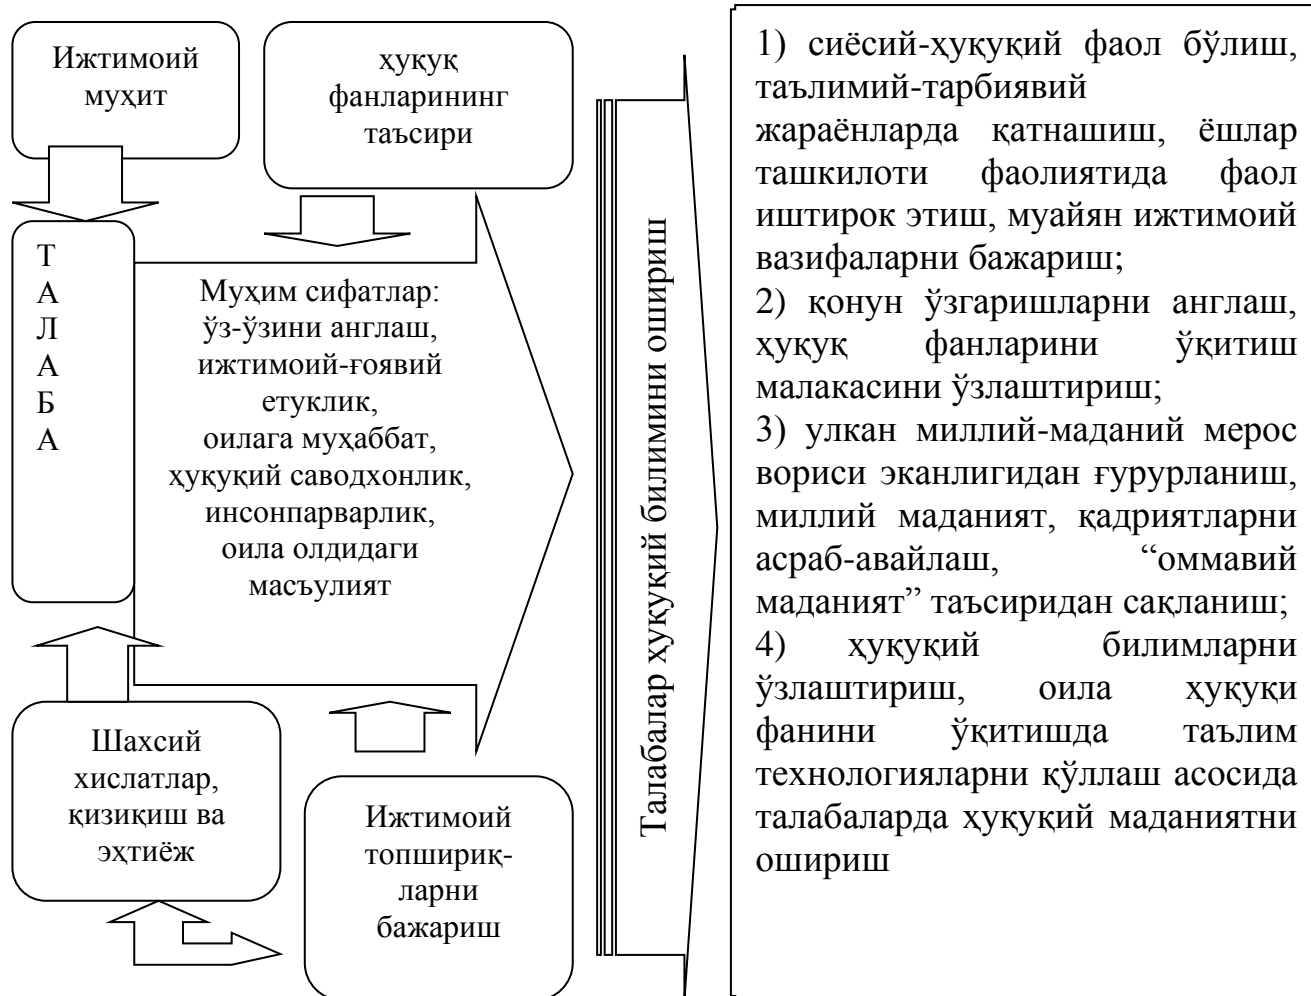 Ижтимоий
муҳит
ҳуқуқ
фанларининг
таъсири
Т
А
Л
А
Б
А
Муҳим сифатлар:
ўз-ўзини англаш,
ижтимоий-ғоявий
етуклик,
оилага муҳаббат,
ҳуқуқий саводхонлик,
инсонпарварлик,
оила олдидаги
масъулият
Шахсий
хислатлар,
қизиқиш ва
эҳтиёж
Ижтимоий
топшириқ-
ларни
бажариш
Талабалар ҳуқуқий билимини ошириш
1) сиёсий-ҳуқуқий фаол бўлиш,
таълимий-тарбиявий
жараёнларда қатнашиш, ёшлар
ташкилоти фаолиятида фаол
иштирок этиш, муайян ижтимоий
вазифаларни бажариш;
2) қонун ўзгаришларни англаш,
ҳуқуқ фанларини ўқитиш
малакасини ўзлаштириш;
3) улкан миллий-маданий мерос
вориси эканлигидан ғурурланиш,
миллий маданият, қадриятларни
асраб-авайлаш, “оммавий
маданият” таъсиридан сақланиш;
4) ҳуқуқий билимларни
ўзлаштириш, оила ҳуқуқи
фанини ўқитишда таълим
технологияларни қўллаш асосида
талабаларда ҳуқуқий маданиятни
ошириш